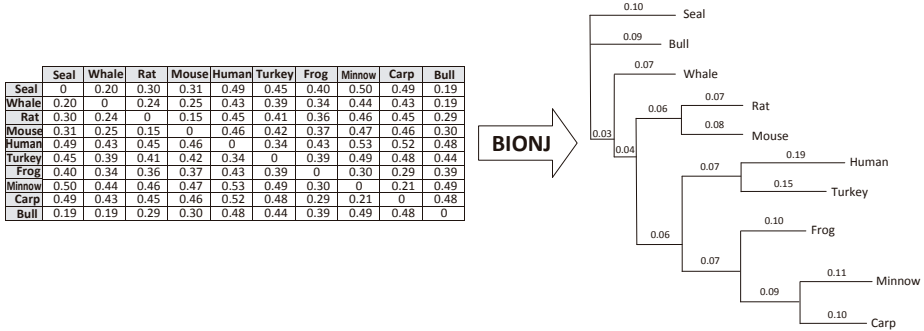 Seal Whale Rat Mouse Human Turkey Frog Minnow Carp Bull
Seal 0 0.20 0.30 0.31 0.49 0.45 0.40 0.50 0.49 0.19
Whale 0.20 0 0.24 0.25 0.43 0.39 0.34 0.44 0.43 0.19
Rat 0.30 0.24 0 0.15 0.45 0.41 0.36 0.46 0.45 0.29
Mouse 0.31 0.25 0.15 0 0.46 0.42 0.37 0.47 0.46 0.30
Human 0.49 0.43 0.45 0.46 0 0.34 0.43 0.53 0.52 0.48
Turkey 0.45 0.39 0.41 0.42 0.34 0 0.39 0.49 0.48 0.44
Frog 0.40 0.34 0.36 0.37 0.43 0.39 0 0.30 0.29 0.39
Minnow 0.50 0.44 0.46 0.47 0.53 0.49 0.30 0 0.21 0.49
Carp 0.49 0.43 0.45 0.46 0.52 0.48 0.29 0.21 0 0.48
Bull 0.19 0.19 0.29 0.30 0.48 0.44 0.39 0.49 0.48 0
BIONJ
0.10 Seal
0.09 Bull
0.07 Whale
0.03
0.04
0.06
0.07 Rat
0.08 Mouse
0.07
0.19 Human
0.15 Turkey
0.06
0.10 Frog
0.07
0.11 Minnow
0.09
0.10 Carp